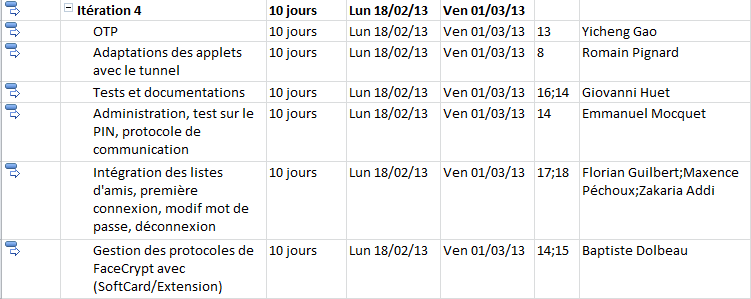 Itération 4 10 jours Lun 18/02/13 Ven 01/03/13
OTP 10 jours Lun 18/02/13 Ven 01/03/13 13 Yicheng Gao
Adaptations des applets 10 jours Lun 18/02/13 Ven 01/03/13 8 Romain Pignard
avec le tunnel
Tests et documentations 10 jours Lun 18/02/13 Ven 01/03/13 16;14 Giovanni Huet
Administration, test sur le 10 jours Lun 18/02/13 Ven 01/03/13 14 Emmanuel Mocquet
PIN, protocole de
communication
Intégration des listes 10 jours Lun 18/02/13 Ven 01/03/13 17;18 Florian Guilbert;Maxence
d'amis, première Péchoux;Zakaria Addi
connexion, modif mot de
passe, déconnexion
Gestion des protocoles de 10 jours Lun 18/02/13 Ven 01/03/13 14;15 Baptiste Dolbeau
FaceCrypt avec
(SoftCard/Extension)